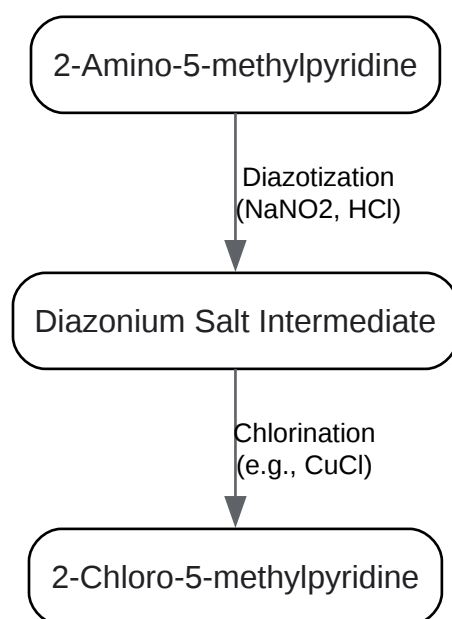 2-Amino-5-methylpyridine
Diazotization
(NaNO2, HCl)
Diazonium Salt Intermediate
Chlorination
(e.g., CuCl)
2-Chloro-5-methylpyridine